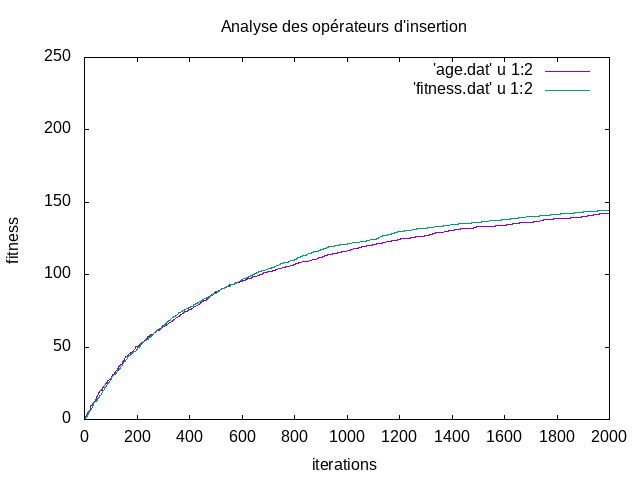 Analyse des opérateurs d'insertion
250
200
150
100
50
0
fitness
'age.dat' u 1:2
'fitness.dat' u 1:2
0 200 400 600 800 1000 1200 1400 1600 1800 2000
iterations